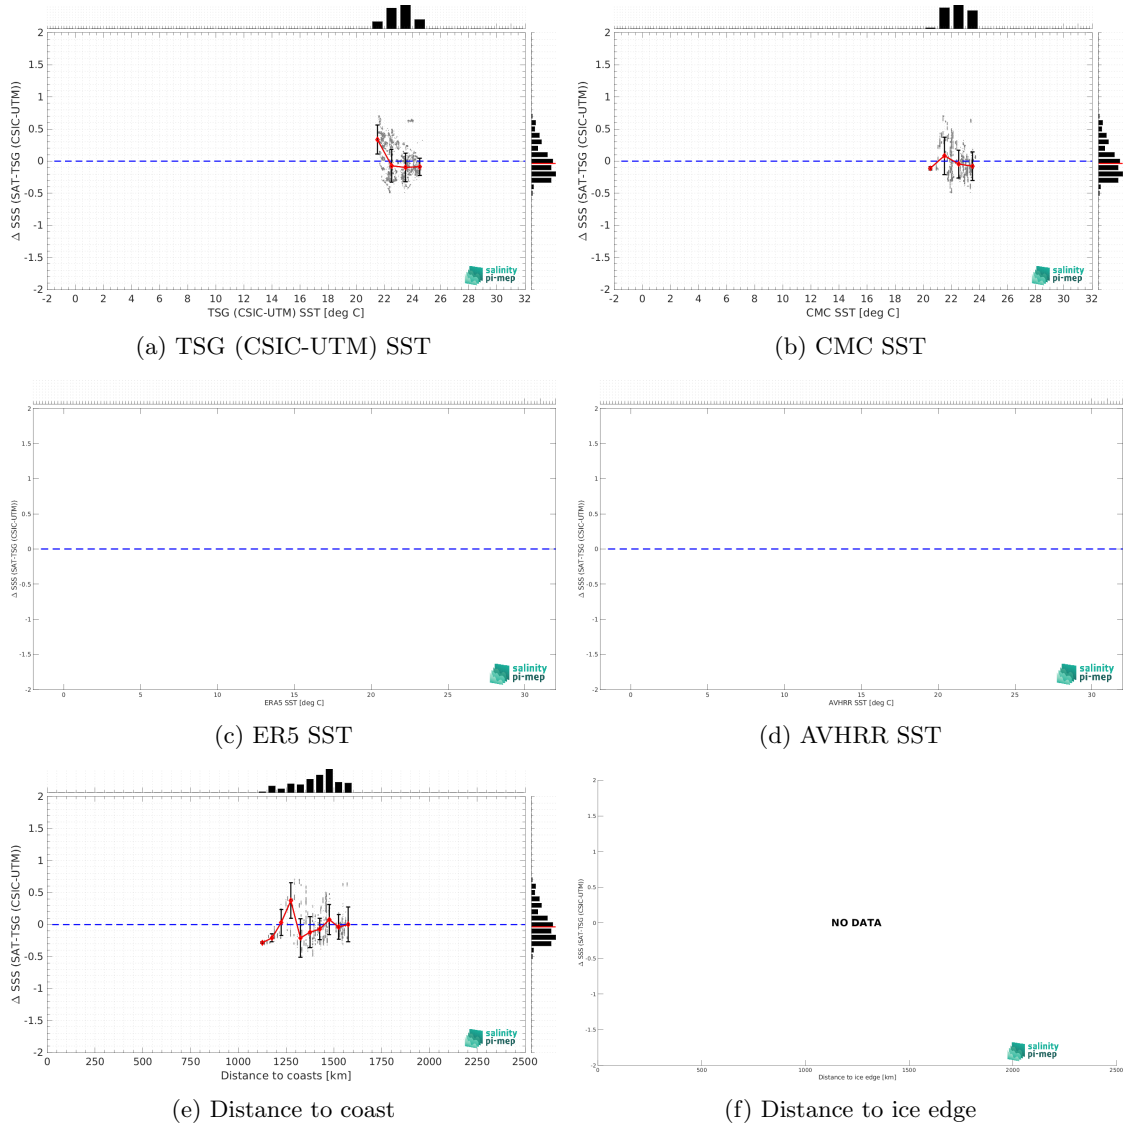 2
1.5
1
0.5
0
-0.5
-1
-1.5
-2
Δ SSS (SAT-TSG (CSIC-UTM))
-2 0 2 4 6 8 10 12 14 16 18 20 22 24 26 28 30 32
TSG (CSIC-UTM) SST [deg C]
salinity
pi-mep
(a) TSG (CSIC-UTM) SST
2
1.5
1
0.5
0
-0.5
-1
-1.5
-2
Δ SSS (SAT-TSG (CSIC-UTM))
-2 0 2 4 6 8 10 12 14 16 18 20 22 24 26 28 30 32
CMC SST [deg C]
salinity
pi-mep
(b) CMC SST
2
1.5
1
0.5
0
-0.5
-1
-1.5
-2
Δ SSS (SAT-TSG (CSIC-UTM))
0 5 10 15 20 25 30
ERA5 SST [deg C]
salinity
pi-mep
(c) ER5 SST
2
1.5
1
0.5
0
-0.5
-1
-1.5
-2
Δ SSS (SAT-TSG (CSIC-UTM))
0 5 10 15 20 25 30
AVHRR SST [deg C]
salinity
pi-mep
(d) AVHRR SST
2
1.5
1
0.5
0
-0.5
-1
-1.5
-2
Δ SSS (SAT-TSG (CSIC-UTM))
0 250 500 750 1000 1250 1500 1750 2000 2250 2500
Distance to coasts [km]
salinity
pi-mep
(e) Distance to coast
2
1.5
1
0.5
0
-0.5
-1
-1.5
-2
Δ SSS (SAT-TSG (CSIC-UTM))
NO DATA
0 500 1000 1500 2000 2500
Distance to ice edge [km]
salinity
pi-mep
(f) Distance to ice edge